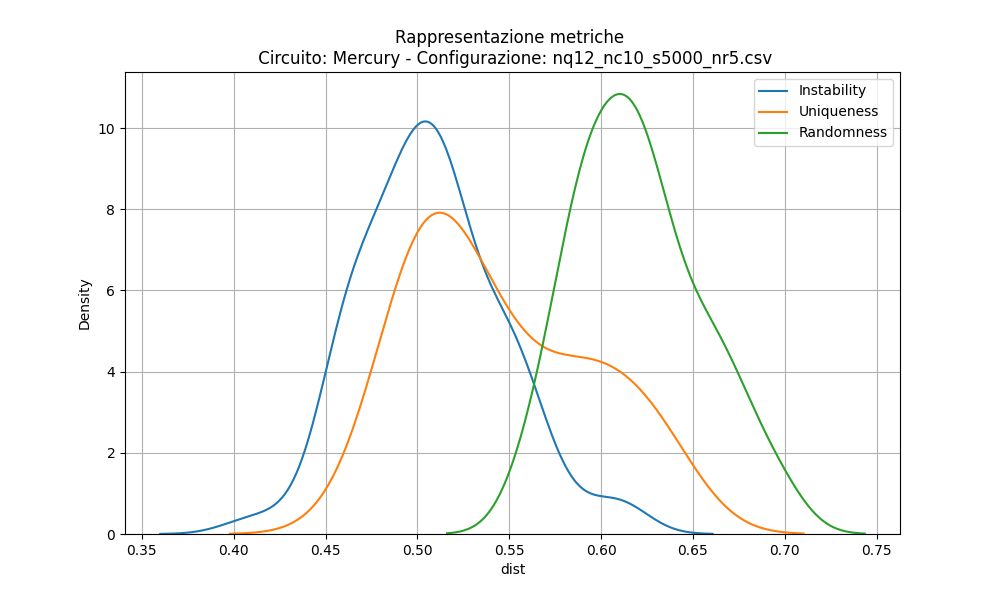 Rappresentazione metriche
Circuito: Mercury - Configurazione: nq12_nc10_s5000_nr5.csv
Instability
Uniqueness
Randomness
Density
10
8
6
4
2
0
0.35 0.40 0.45 0.50 0.55 0.60 0.65 0.70 0.75
dist